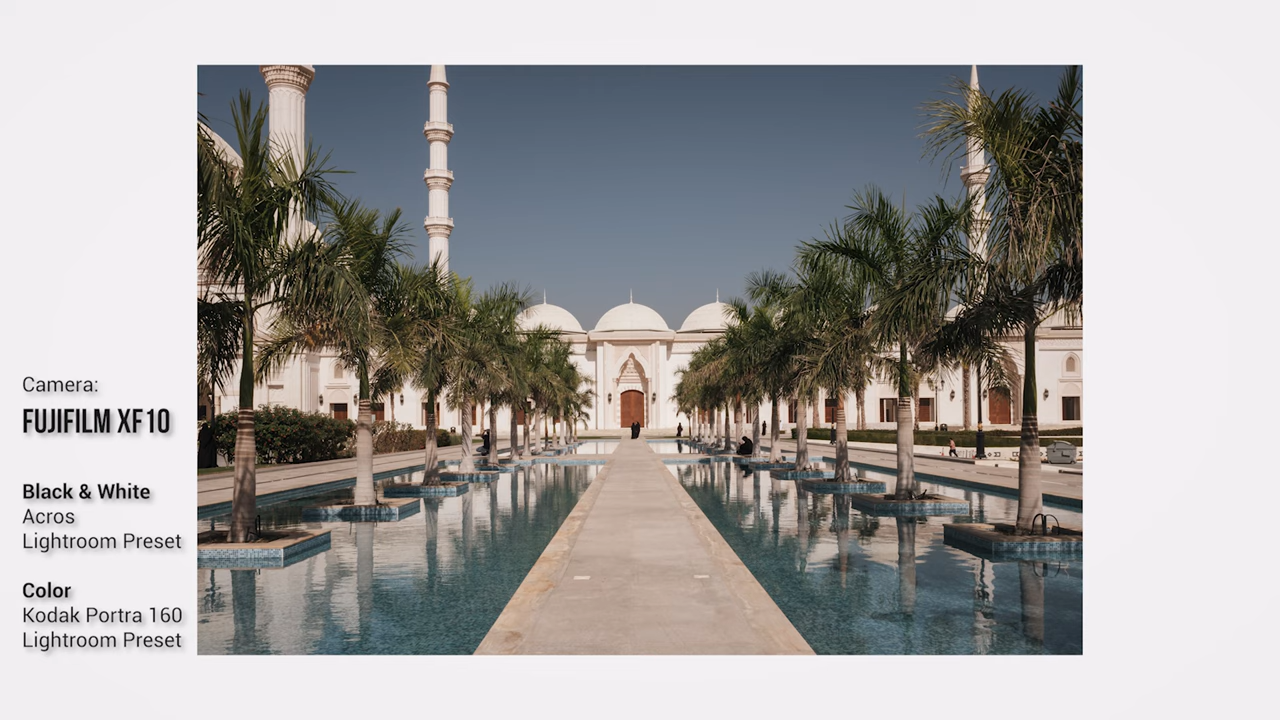 Camera:
FUJIFILM XF10
Black & White
Acros
Lightroom Preset
Color
Kodak Portra 160
Lightroom Preset